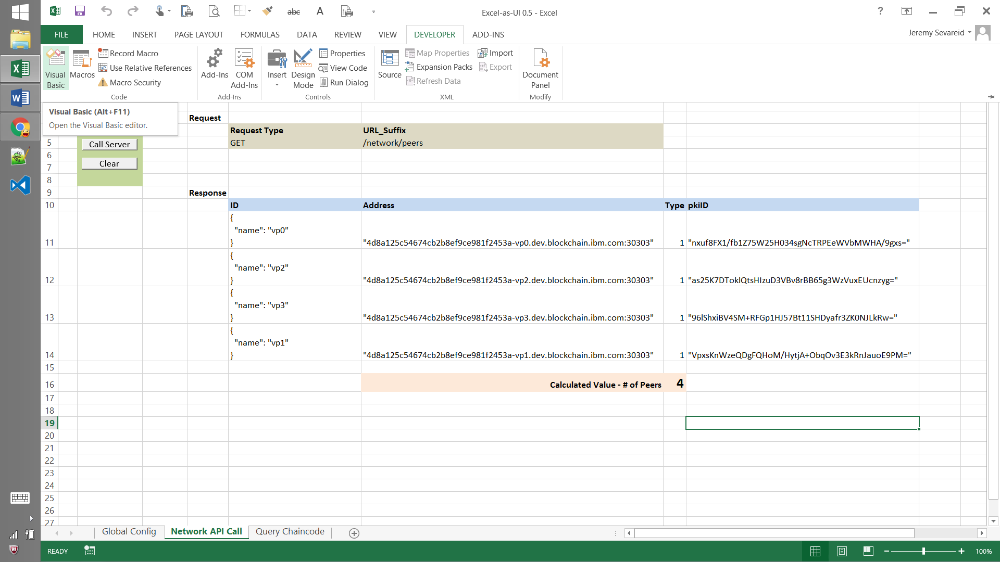 Excel-as-UI 0.5 - Excel
?
abc
A
FILE
HOME
INSERT
PAGE LAYOUT
FORMULAS
DATA
REVIEW
VIEW
DEVELOPER
ADD-INS
Jeremy Sevareid
Visual Basic
Macros
Record Macro
Use Relative References
Macro Security
Code
Add-Ins
COM Add-Ins
Add-Ins
Insert
Design Mode
Properties
View Code
Run Dialog
Controls
Source
Map Properties
Expansion Packs
Refresh Data
Import
Export
XML
Document Panel
Modify
Visual Basic (Alt+F11)
Open the Visual Basic editor.
Request
Request Type URL_Suffix
5 Call Server GET /network/peers
6
7 Clear
8
9 Response
10 ID Address Type pkiID
{
"name": "vp0"
11 } "4d8a125c54674cb2b8ef9ce981f2453a-vp0.dev.blockchain.ibm.com:30303" 1 "nxuf8FX1/fb1Z75W25H034sgNcTRPEeWVbMWHA/9gxs="
{
"name": "vp2"
12 } "4d8a125c54674cb2b8ef9ce981f2453a-vp2.dev.blockchain.ibm.com:30303" 1 "as25K7DToklQtsHIzuD3VBv8rBB65g3WzVuxEUcnzyg="
{
"name": "vp3"
13 } "4d8a125c54674cb2b8ef9ce981f2453a-vp3.dev.blockchain.ibm.com:30303" 1 "96lShxiBV4SM+RFGp1HJ57Bt11SHDyafr3ZK0NJLkRw="
{
"name": "vp1"
14 } "4d8a125c54674cb2b8ef9ce981f2453a-vp1.dev.blockchain.ibm.com:30303" 1 "VpxsKnWzeQDgFQHoM/HytjA+ObqOv3E3kRnJauoE9PM="
15
16 Calculated Value - # of Peers 4
17
18
19
20
21
22
23
24
25
26
27
Global Config
Network API Call
Query Chaincode
READY
100%